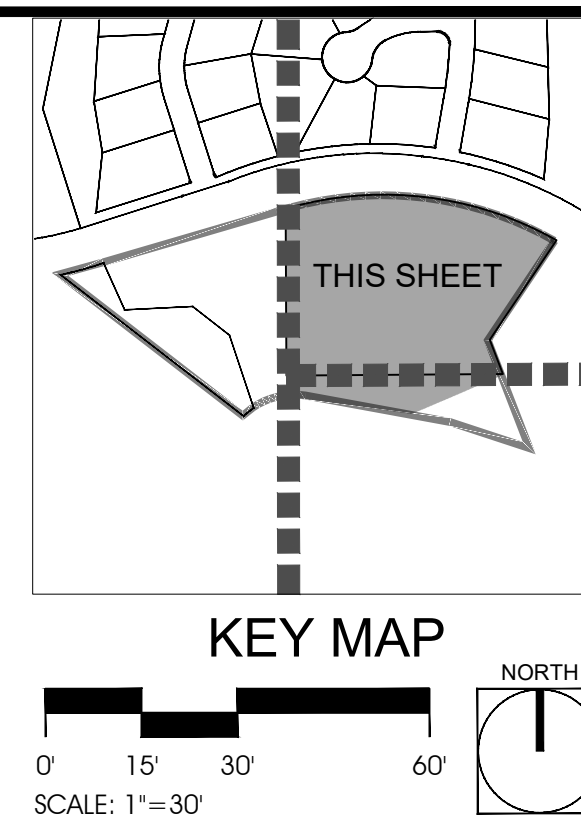 THIS SHEET
KEY MAP
NORTH
0' 15' 30' 60'
SCALE: 1"=30'